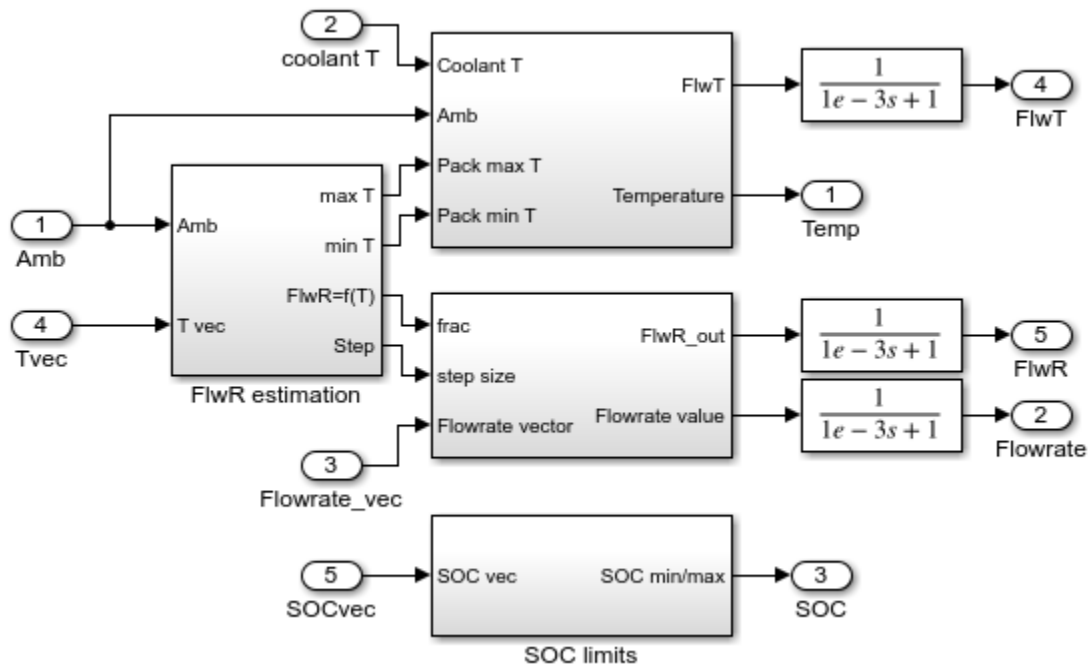 2
coolant T
Coolant T
Amb
Pack max T
Pack min T
FlwT
Temperature
1
1e − 3s + 1
4
FlwT
1
Temp
1
Amb
4
Tvec
Amb
T vec
max T
min T
FlwR=f(T)
Step
FlwR estimation
frac
step size
Flowrate vector
FlwR_out
Flowrate value
3
Flowrate_vec
1
1e − 3s + 1
5
FlwR
1
1e − 3s + 1
2
Flowrate
5
SOCvec
SOC vec
SOC min/max
SOC limits
3
SOC